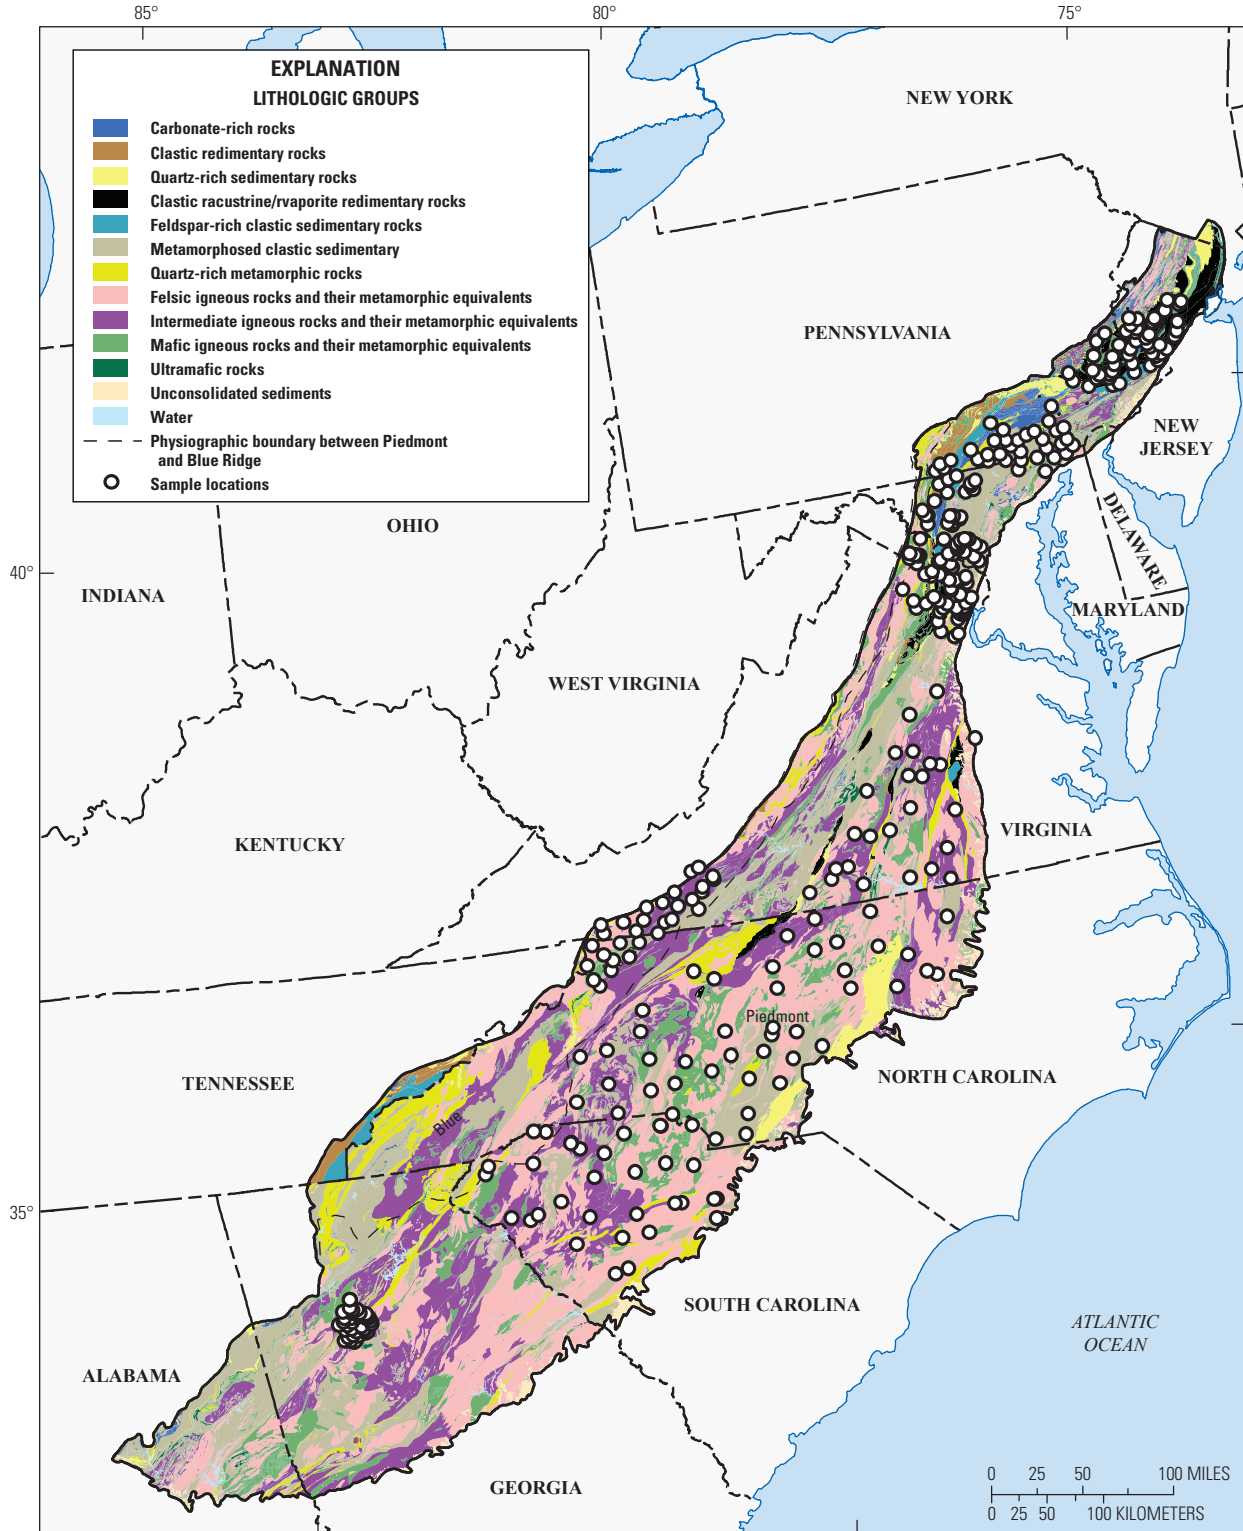 85°
80°
75°
EXPLANATION
LITHOLOGIC GROUPS
Carbonate-rich rocks
Clastic redimentary rocks
Quartz-rich sedimentary rocks
Clastic racustrine/rvaporite redimentary rocks
Feldspar-rich clastic sedimentary rocks
Metamorphosed clastic sedimentary
Quartz-rich metamorphic rocks
Felsic igneous rocks and their metamorphic equivalents
Intermediate igneous rocks and their metamorphic equivalents
Mafic igneous rocks and their metamorphic equivalents
Ultramafic rocks
Unconsolidated sediments
Water
Physiographic boundary between Piedmont
and Blue Ridge
Sample locations
NEW YORK
PENNSYLVANIA
NEW
JERSEY
OHIO
DELAWARE
40°
INDIANA
MARYLAND
WEST VIRGINIA
KENTUCKY
VIRGINIA
Piedmont
TENNESSEE
NORTH CAROLINA
Blue
35°
SOUTH CAROLINA
ATLANTIC
OCEAN
ALABAMA
GEORGIA
0 25 50 100 MILES
0 25 50 100 KILOMETERS